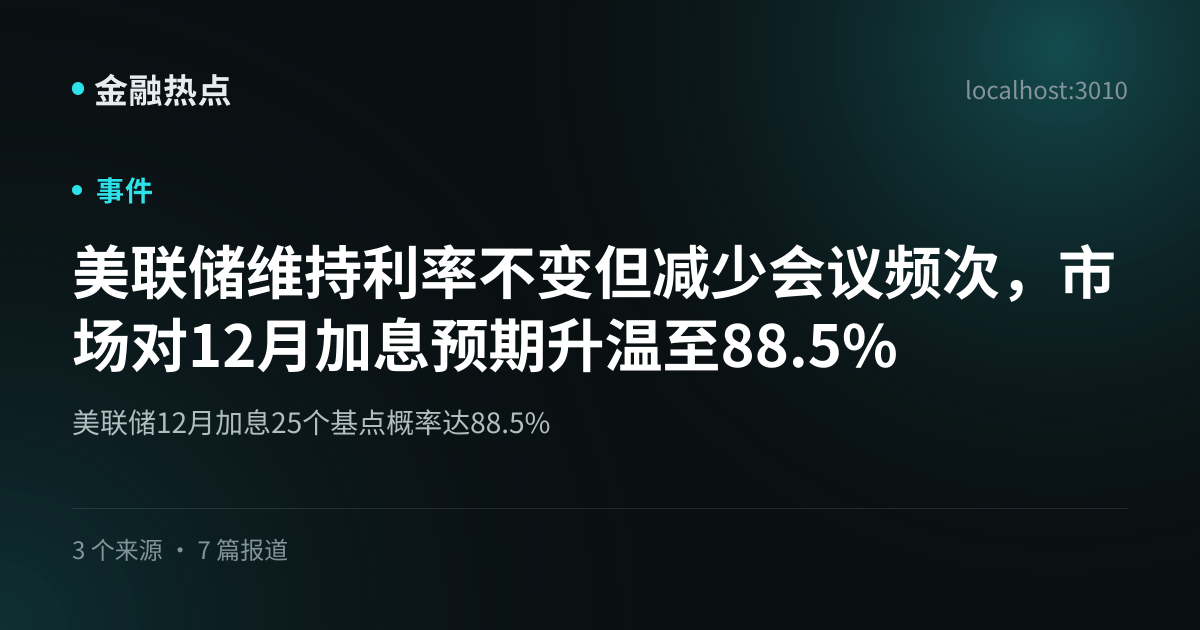 金融热点
localhost:3010
事件
美联储维持利率不变但减少会议频次，市
场对12月加息预期升温至88.5%
美联储12月加息25个基点概率达88.5%
3 个来源 · 7 篇报道